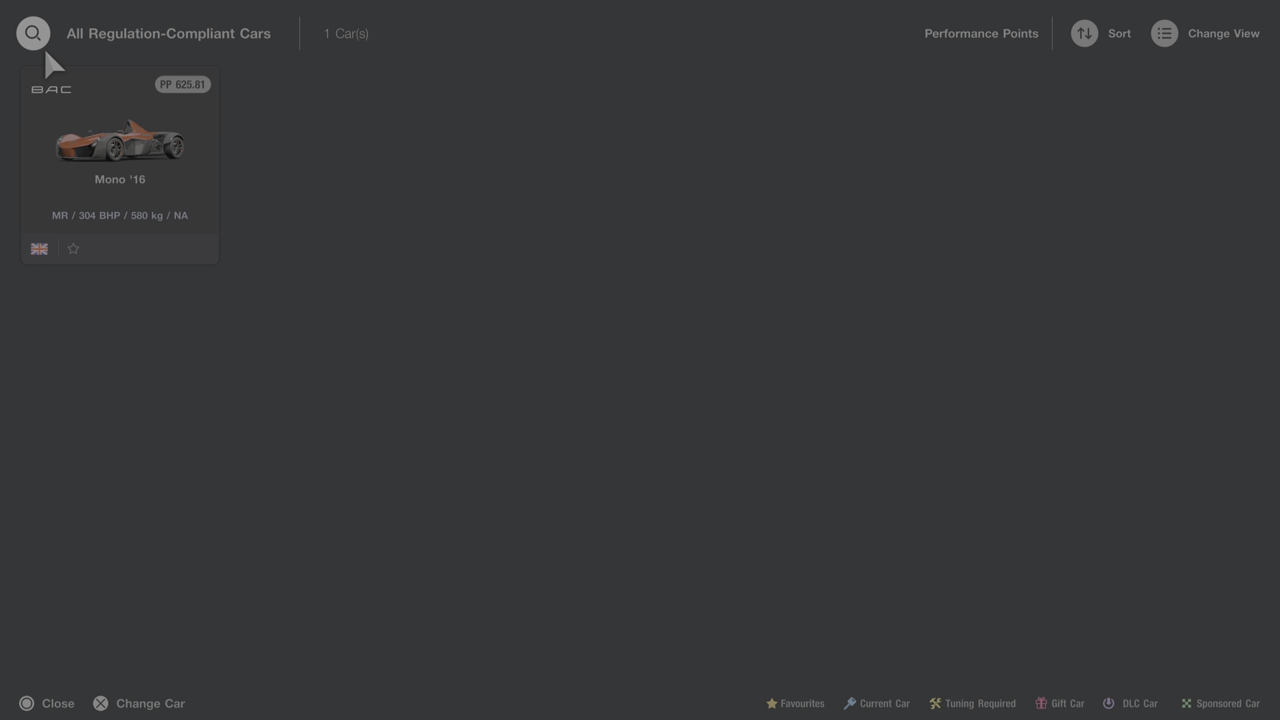 All Regulation-Compliant Cars
1 Car(s)
Performance Points
Sort
Change View
BAC
PP 625.81
Mono '16
MR / 304 BHP / 580 kg / NA
Close
Change Car
Favourites
Current Car
Tuning Required
Gift Car
DLC Car
Sponsored Car